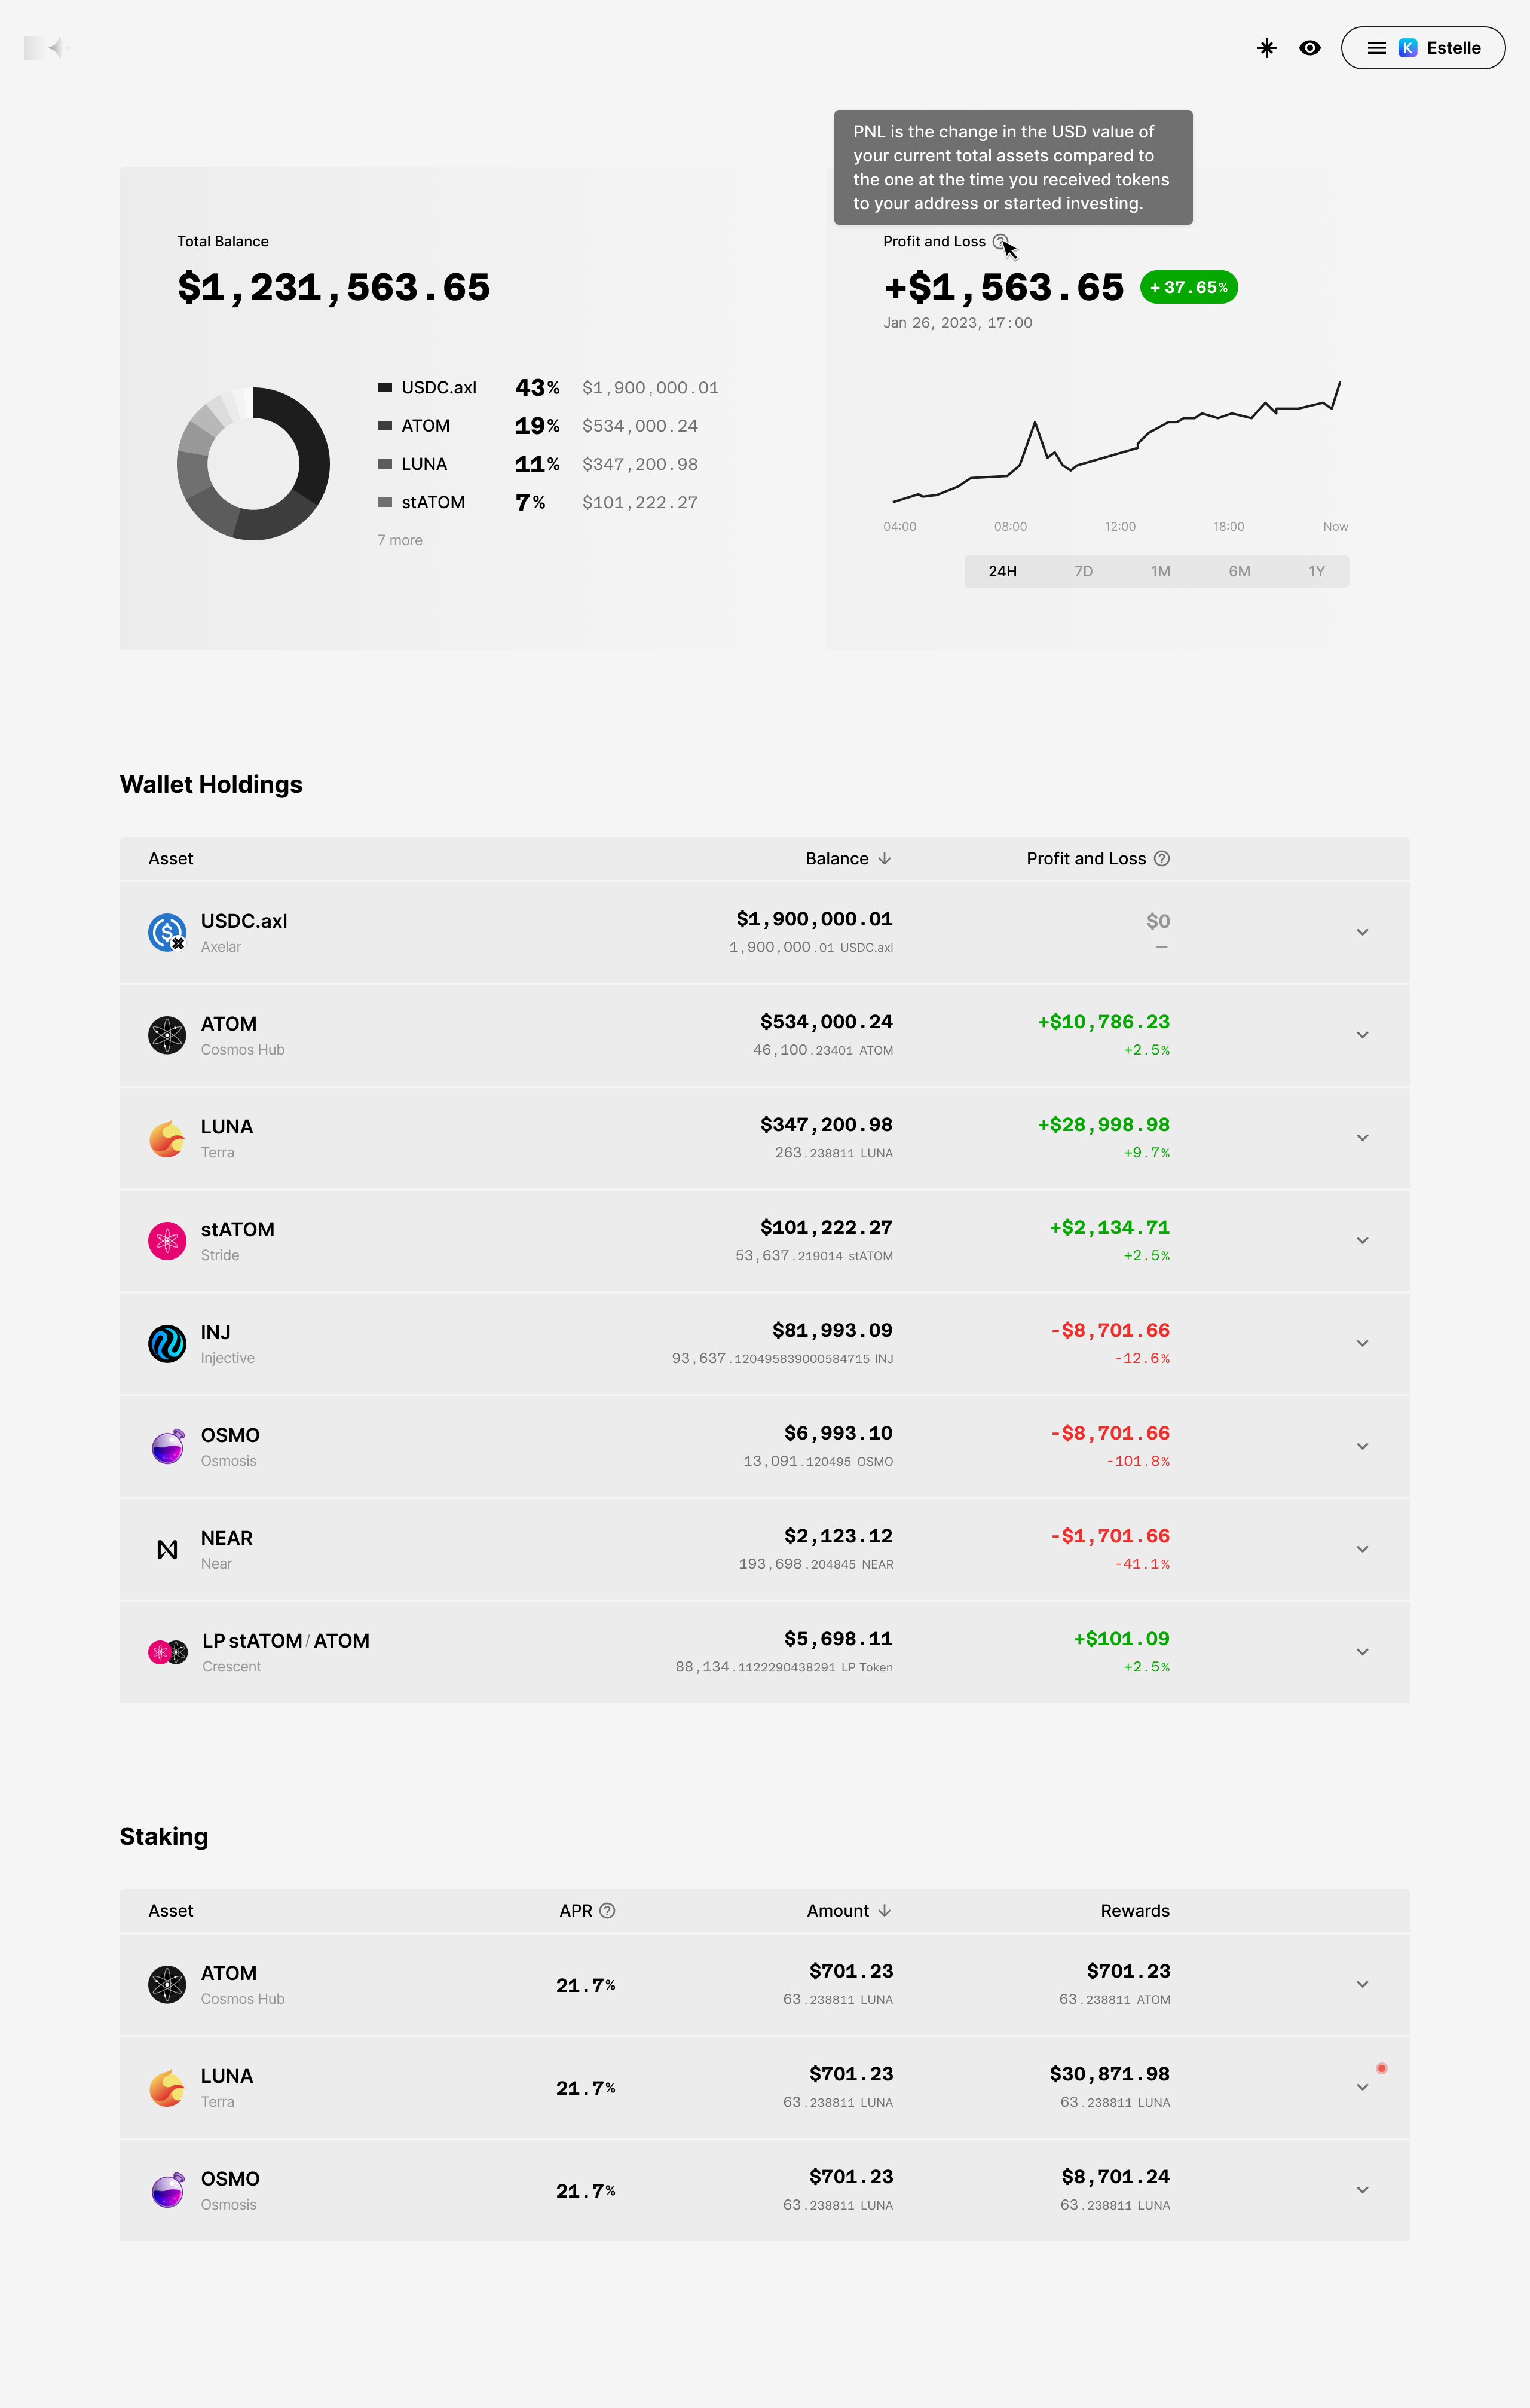 K Estelle
PNL is the change in the USD value of
your current total assets compared to
the one at the time you received tokens
to your address or started investing.
Total Balance
$1,231,563.65
Profit and Loss ?
+$1,563.65 +37.65%
Jan 26, 2023, 17:00
USDC.axl 43% $1,900,000.01
ATOM 19% $534,000.24
LUNA 11% $347,200.98
stATOM 7% $101,222.27
7 more
04:00 08:00 12:00 18:00 Now
24H 7D 1M 6M 1Y
Wallet Holdings
Asset Balance ↓ Profit and Loss ?
USDC.axl $1,900,000.01 $0
Axelar 1,900,000.01 USDC.axl —
ATOM $534,000.24 +$10,786.23
Cosmos Hub 46,100.23401 ATOM +2.5%
LUNA $347,200.98 +$28,998.98
Terra 263.238811 LUNA +9.7%
stATOM $101,222.27 +$2,134.71
Stride 53,637.219014 stATOM +2.5%
INJ $81,993.09 -$8,701.66
Injective 93,637.120495839000584715 INJ -12.6%
OSMO $6,993.10 -$8,701.66
Osmosis 13,091.120495 OSMO -101.8%
NEAR $2,123.12 -$1,701.66
Near 193,698.204845 NEAR -41.1%
LP stATOM / ATOM $5,698.11 +$101.09
Crescent 88,134.1122290438291 LP Token +2.5%
Staking
Asset APR ? Amount ↓ Rewards
ATOM 21.7% $701.23 $701.23
Cosmos Hub 63.238811 LUNA 63.238811 ATOM
LUNA 21.7% $701.23 $30,871.98
Terra 63.238811 LUNA 63.238811 LUNA
OSMO 21.7% $701.23 $8,701.24
Osmosis 63.238811 LUNA 63.238811 LUNA